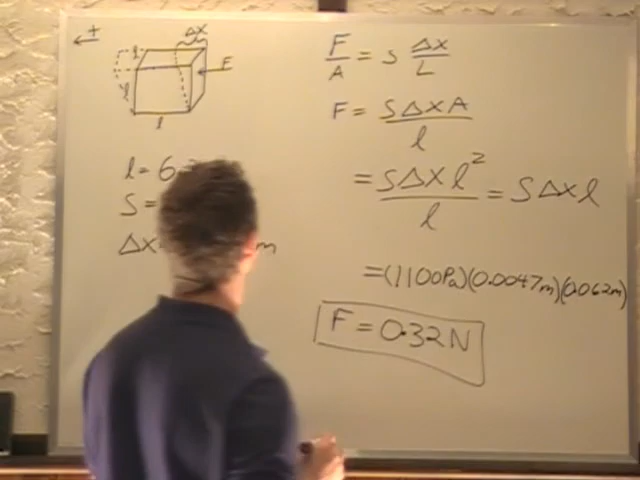 +
Δx
l
F
l
l
l = 6
S =
Δx m
F/A = S Δx/L
F = SΔxA/l
= SΔxl²/l = SΔxl
= (1100Pa)(0.0047m)(0.062m)
F = 0.32N